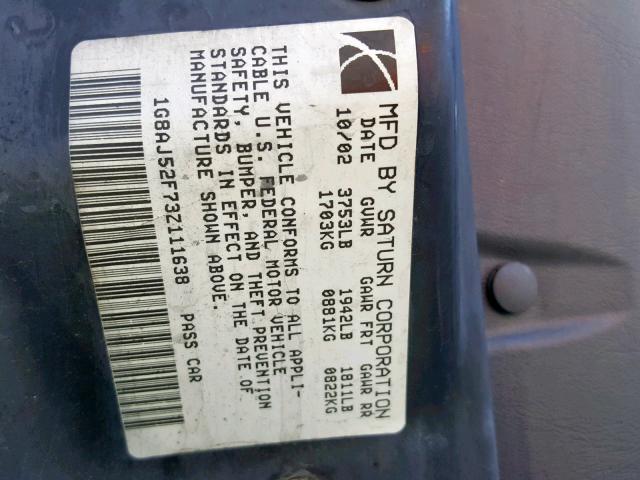 MFD BY SATURN CORPORATION
DATE GVWR GAWR FRT GAWR RR
10/02 3753LB 1942LB 1811LB
1703KG 0881KG 0822KG
THIS VEHICLE CONFORMS TO ALL APPLI-
CABLE U.S. FEDERAL MOTOR VEHICLE
SAFETY, BUMPER, AND THEFT PREVENTION
STANDARDS IN EFFECT ON THE DATE OF
MANUFACTURE SHOWN ABOVE.
1G8AJ52F73Z111638 PASS CAR